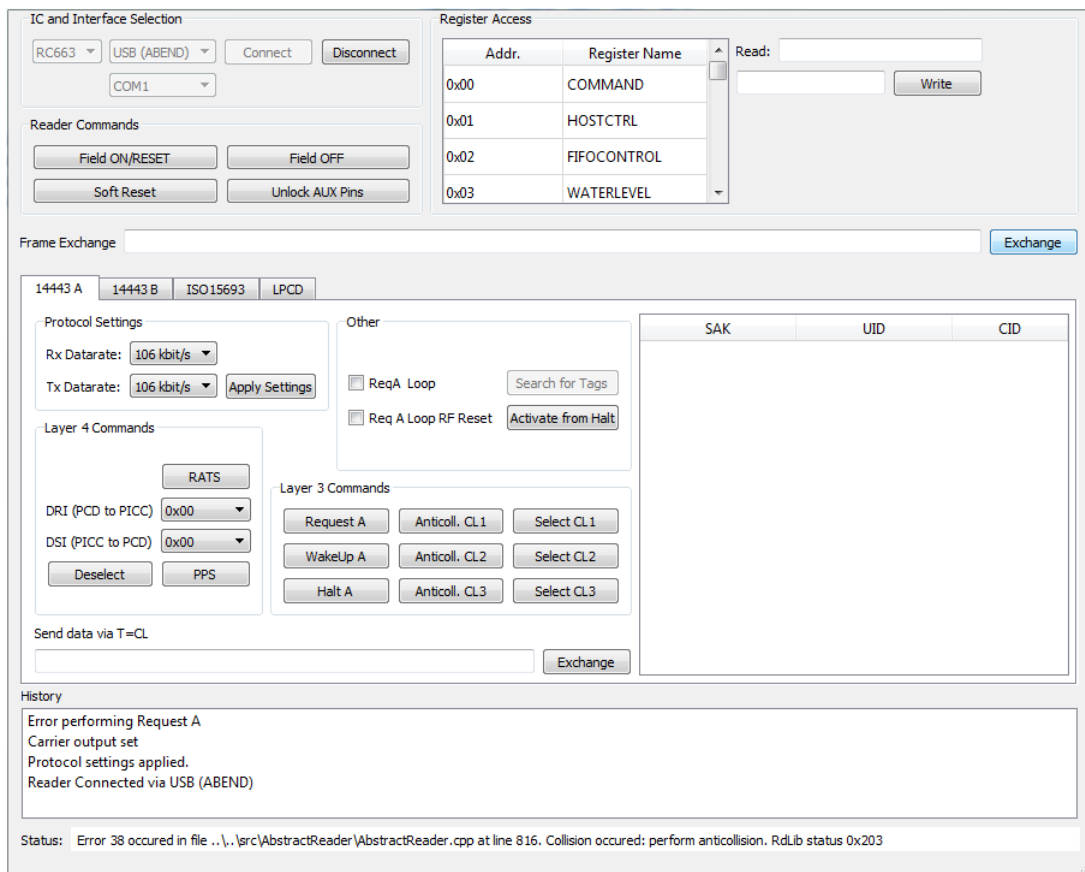 IC and Interface Selection
RC663 USB (ABEND) Connect Disconnect
COM1
Reader Commands
Field ON/RESET Field OFF
Soft Reset Unlock AUX Pins
Register Access
Addr. Register Name
0x00 COMMAND
0x01 HOSTCTRL
0x02 FIFOCONTROL
0x03 WATERLEVEL
Read:
Write
Frame Exchange Exchange
14443 A 14443 B ISO15693 LPCD
Protocol Settings
Rx Datarate: 106 kbit/s
Tx Datarate: 106 kbit/s Apply Settings
Other
ReqA Loop Search for Tags
Req A Loop RF Reset Activate from Halt
Layer 4 Commands
RATS
DRI (PCD to PICC) 0x00
DSI (PICC to PCD) 0x00
Deselect PPS
Layer 3 Commands
Request A Anticoll. CL1 Select CL1
WakeUp A Anticoll. CL2 Select CL2
Halt A Anticoll. CL3 Select CL3
Send data via T=CL
Exchange
SAK UID CID
History
Error performing Request A
Carrier output set
Protocol settings applied.
Reader Connected via USB (ABEND)
Status: Error 38 occured in file ..\..\src\AbstractReader\AbstractReader.cpp at line 816. Collision occured: perform anticollision. RdLib status 0x203